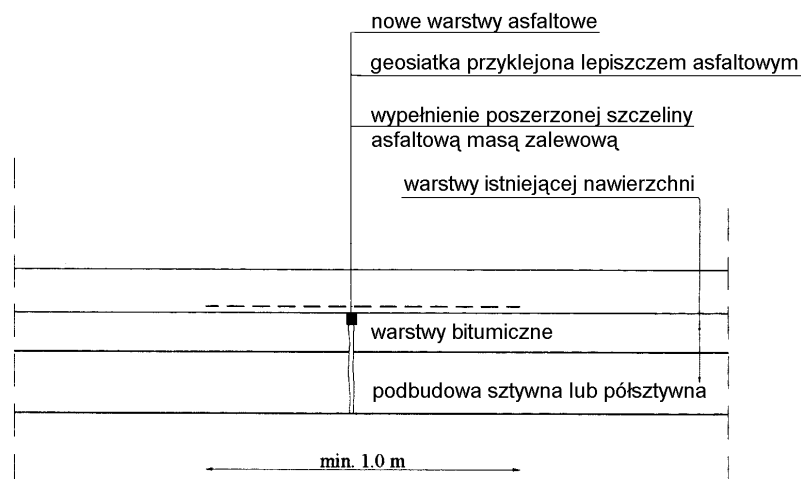 nowe warstwy asfaltowe
geosiatka przyklejona lepiszczem asfaltowym
wypełnienie poszerzonej szczeliny
asfaltową masą zalewową
warstwy istniejącej nawierzchni
warstwy bitumiczne
podbudowa sztywna lub półsztywna
min. 1.0 m